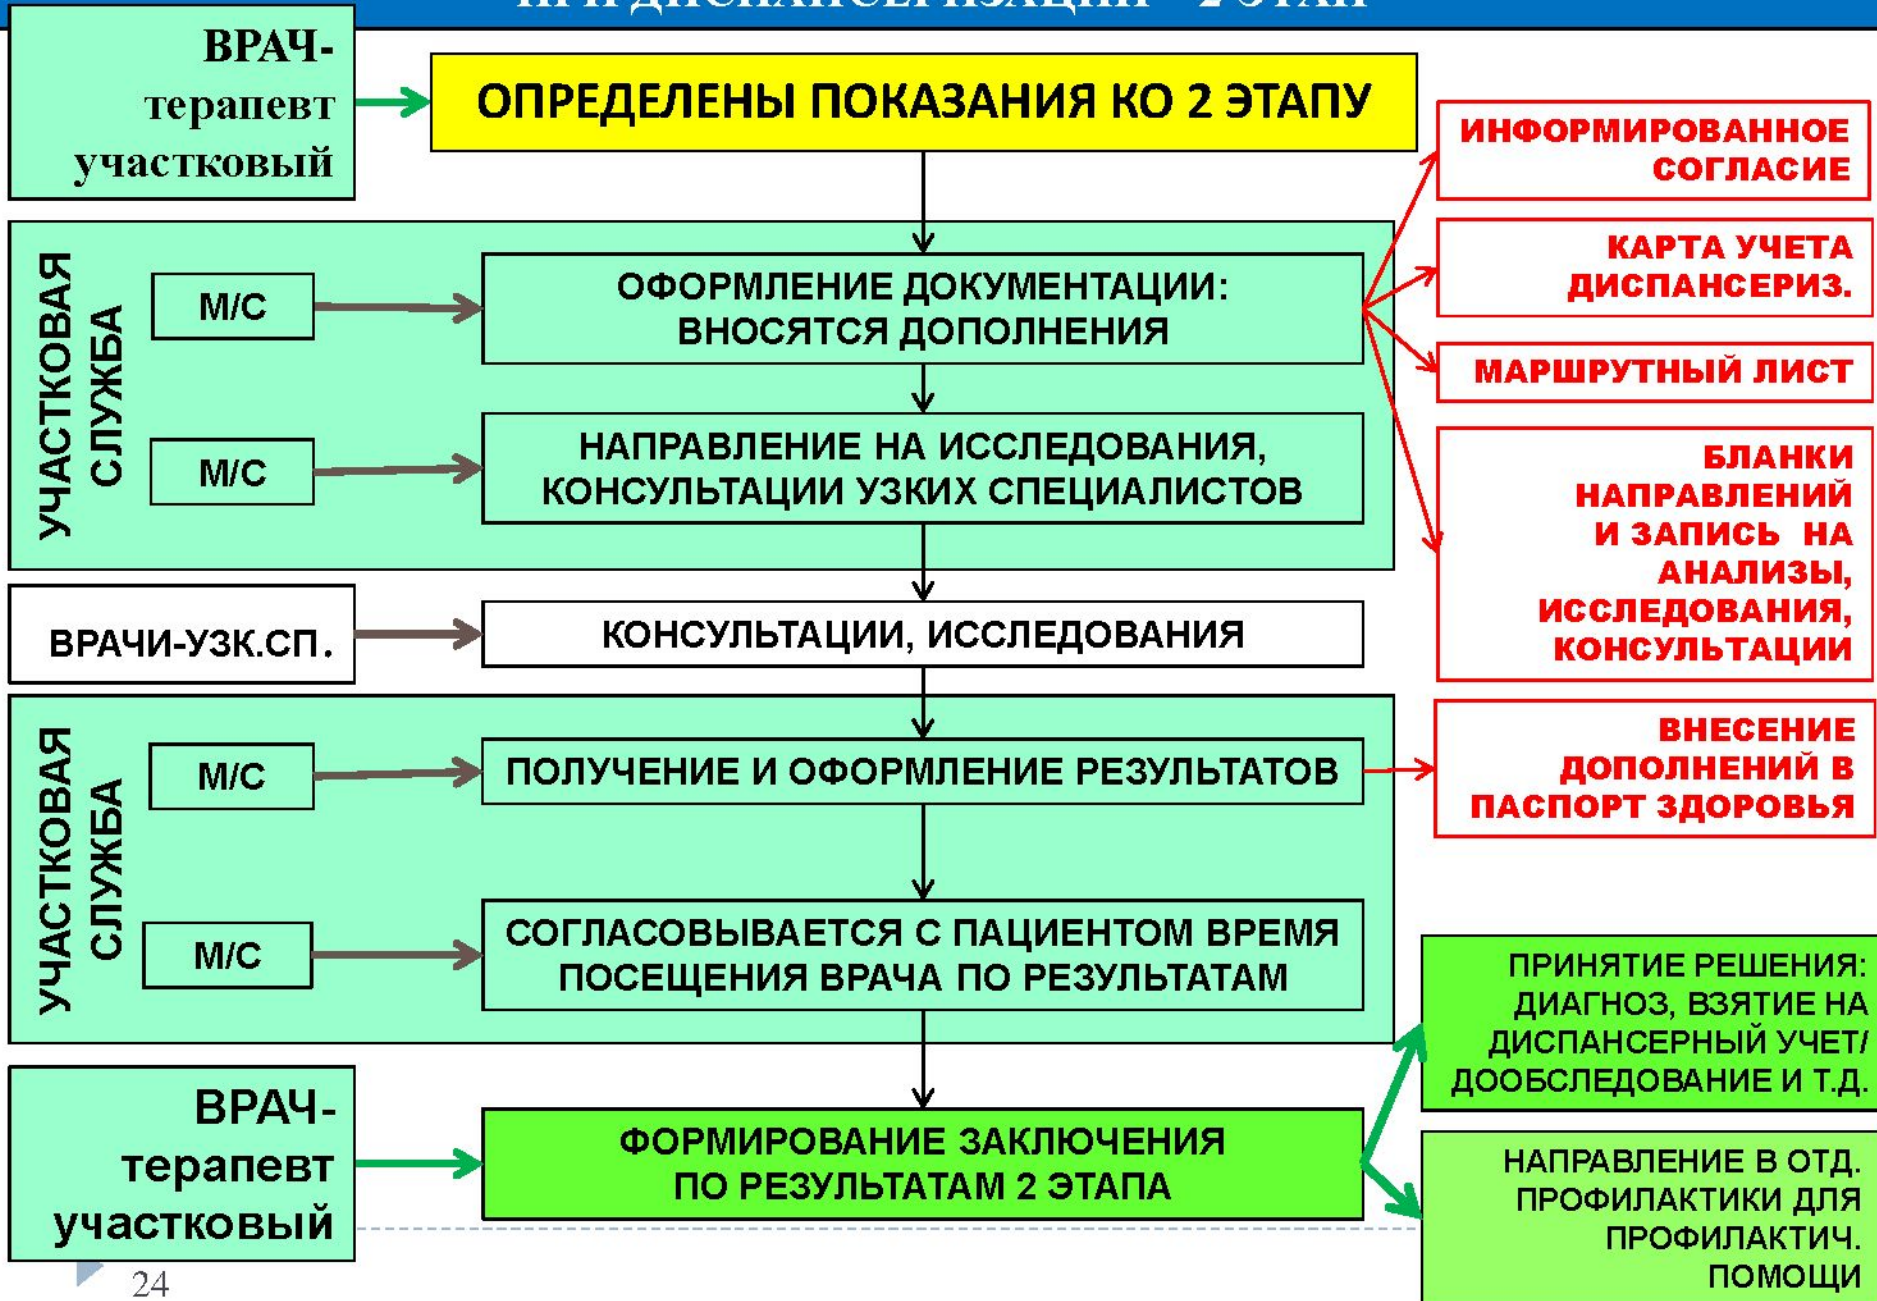 ПРИ ДИСПАНСЕРИЗАЦИИ – 2 ЭТАП
ВРАЧ-
терапевт
участковый
ОПРЕДЕЛЕНЫ ПОКАЗАНИЯ КО 2 ЭТАПУ
ИНФОРМИРОВАННОЕ
СОГЛАСИЕ
КАРТА УЧЕТА
ДИСПАНСЕРИЗ.
МАРШРУТНЫЙ ЛИСТ
БЛАНКИ
НАПРАВЛЕНИЙ
И ЗАПИСЬ НА
АНАЛИЗЫ,
ИССЛЕДОВАНИЯ,
КОНСУЛЬТАЦИИ
УЧАСТКОВАЯ
СЛУЖБА
М/С
ОФОРМЛЕНИЕ ДОКУМЕНТАЦИИ:
ВНОСЯТСЯ ДОПОЛНЕНИЯ
М/С
НАПРАВЛЕНИЕ НА ИССЛЕДОВАНИЯ,
КОНСУЛЬТАЦИИ УЗКИХ СПЕЦИАЛИСТОВ
ВРАЧИ-УЗК.СП.
КОНСУЛЬТАЦИИ, ИССЛЕДОВАНИЯ
УЧАСТКОВАЯ
СЛУЖБА
М/С
ПОЛУЧЕНИЕ И ОФОРМЛЕНИЕ РЕЗУЛЬТАТОВ
ВНЕСЕНИЕ
ДОПОЛНЕНИЙ В
ПАСПОРТ ЗДОРОВЬЯ
М/С
СОГЛАСОВЫВАЕТСЯ С ПАЦИЕНТОМ ВРЕМЯ
ПОСЕЩЕНИЯ ВРАЧА ПО РЕЗУЛЬТАТАМ
ПРИНЯТИЕ РЕШЕНИЯ:
ДИАГНОЗ, ВЗЯТИЕ НА
ДИСПАНСЕРНЫЙ УЧЕТ/
ДООБСЛЕДОВАНИЕ И Т.Д.
ВРАЧ-
терапевт
участковый
ФОРМИРОВАНИЕ ЗАКЛЮЧЕНИЯ
ПО РЕЗУЛЬТАТАМ 2 ЭТАПА
НАПРАВЛЕНИЕ В ОТД.
ПРОФИЛАКТИКИ ДЛЯ
ПРОФИЛАКТИЧ.
ПОМОЩИ
24